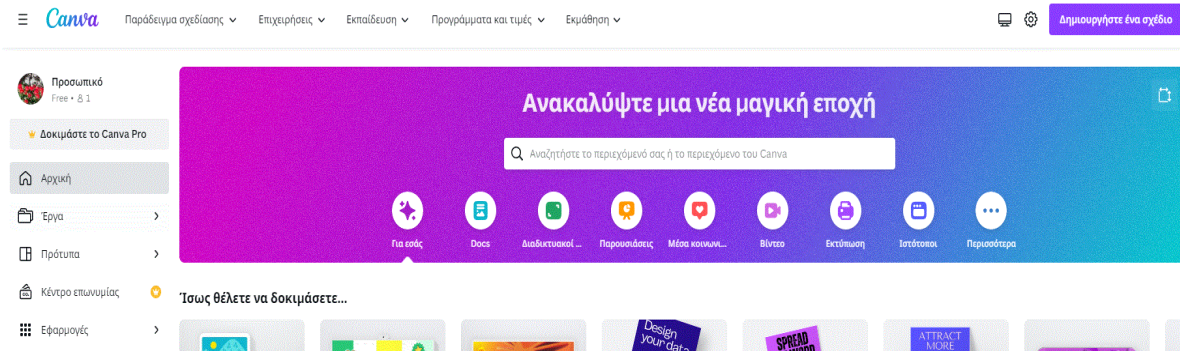 Canva
Παράδειγμα σχεδίασης
Επιχειρήσεις
Εκπαίδευση
Προγράμματα και τιμές
Εκμάθηση
Δημιουργήστε ένα σχέδιο
Προσωπικό
Free • 1
Δοκιμάστε το Canva Pro
Αρχική
Έργα
Πρότυπα
Κέντρο επωνυμίας
Εφαρμογές
Ανακαλύψτε μια νέα μαγική εποχή
Αναζητήστε το περιεχόμενό σας ή το περιεχόμενο του Canva
Για εσάς
Docs
Διαδικτυακοί ...
Παρουσιάσεις
Μέσα κοινωνι...
Βίντεο
Εκτύπωση
Ιστότοποι
Περισσότερα
Ίσως θέλετε να δοκιμάσετε...
Design
your data
SPREAD
ATTRACT
MORE